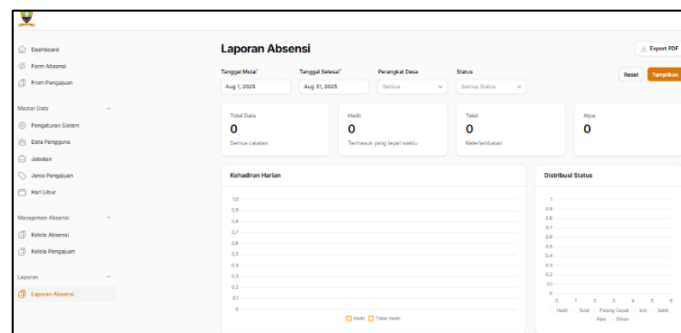 Dashboard
Form Absensi
From Pengajuan
Master Data
Pengaturan Sistem
Data Pengguna
Jabatan
Jenis Pengajuan
Hari Libur
Manajemen Absensi
Kelola Absensi
Kelola Pengajuan
Laporan
Laporan Absensi
Laporan Absensi
Export PDF
Tanggal Mulai* Tanggal Selesai* Perangkat Desa Status
Aug 1, 2025 Aug 31, 2025 Semua Semua Status
Reset Tampilkan
Total Data
0
Semua catatan
Hadir
0
Termasuk yang tepat waktu
Telat
0
Keterlambatan
Alpa
0
Kehadiran Harian
1,0
0,9
0,8
0,7
0,6
0,5
0,4
0,3
0,2
0,1
Hadir Tidak Hadir
Distribusi Status
1
0.9
0.8
0.7
0.6
0.5
0.4
0.3
0.2
0.1
0
0 1 2 3 4 5 6
Hadir Telat Pulang Cepat Izin Sakit
Alpa Dinas